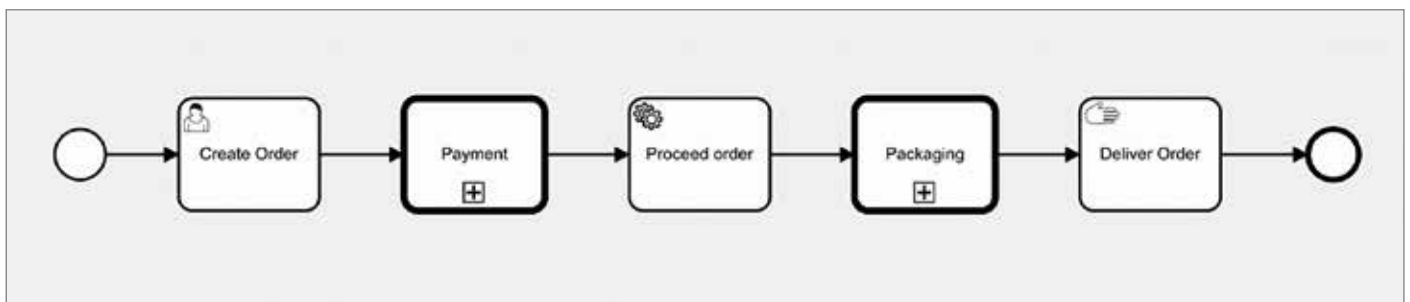 Create Order
Payment
Proceed order
Packaging
Deliver Order